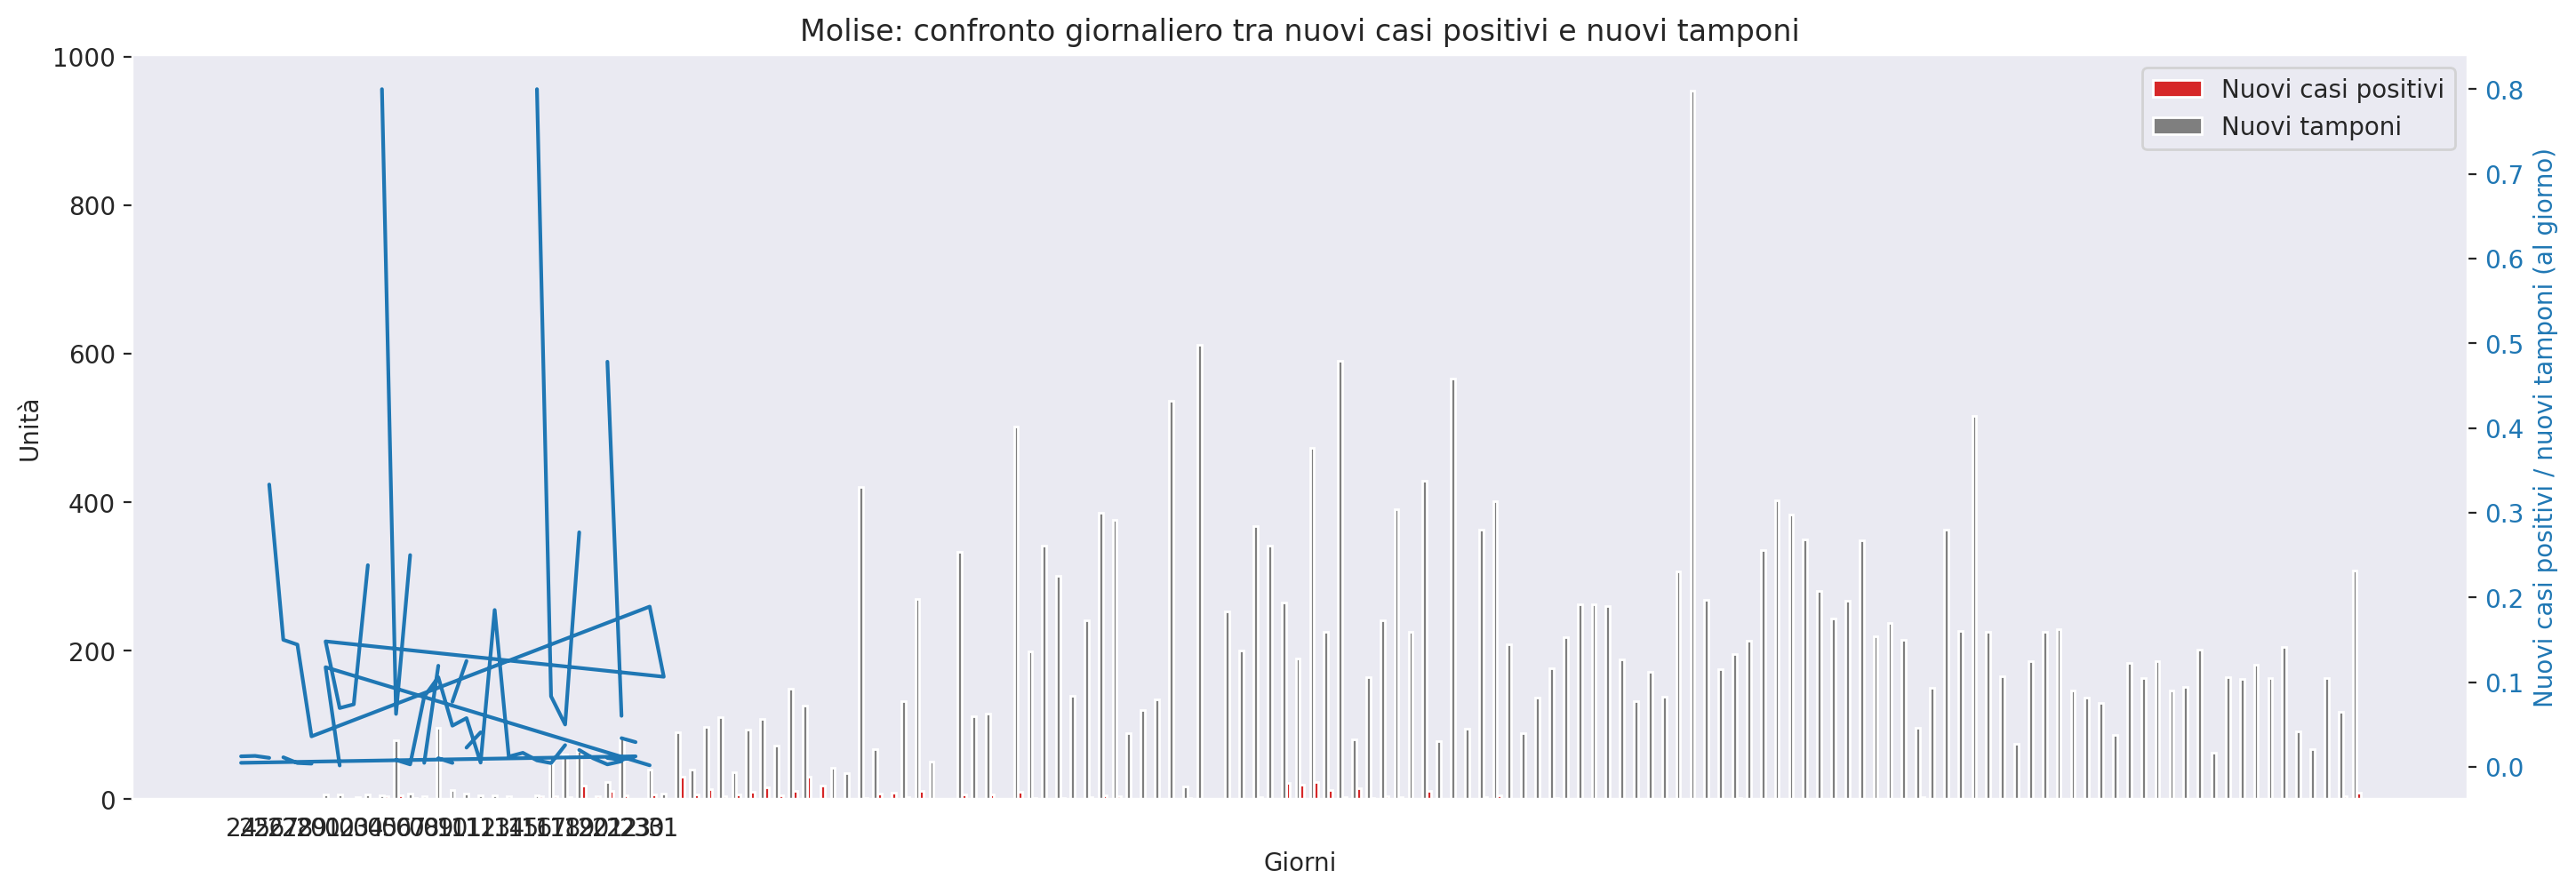 Molise: confronto giornaliero tra nuovi casi positivi e nuovi tamponi
1000
800
600
400
200
0
Unità
Nuovi casi positivi
Nuovi tamponi
0.8
0.7
0.6
0.5
0.4
0.3
0.2
0.1
0.0
Nuovi casi positivi / nuovi tamponi (al giorno)
Giorni